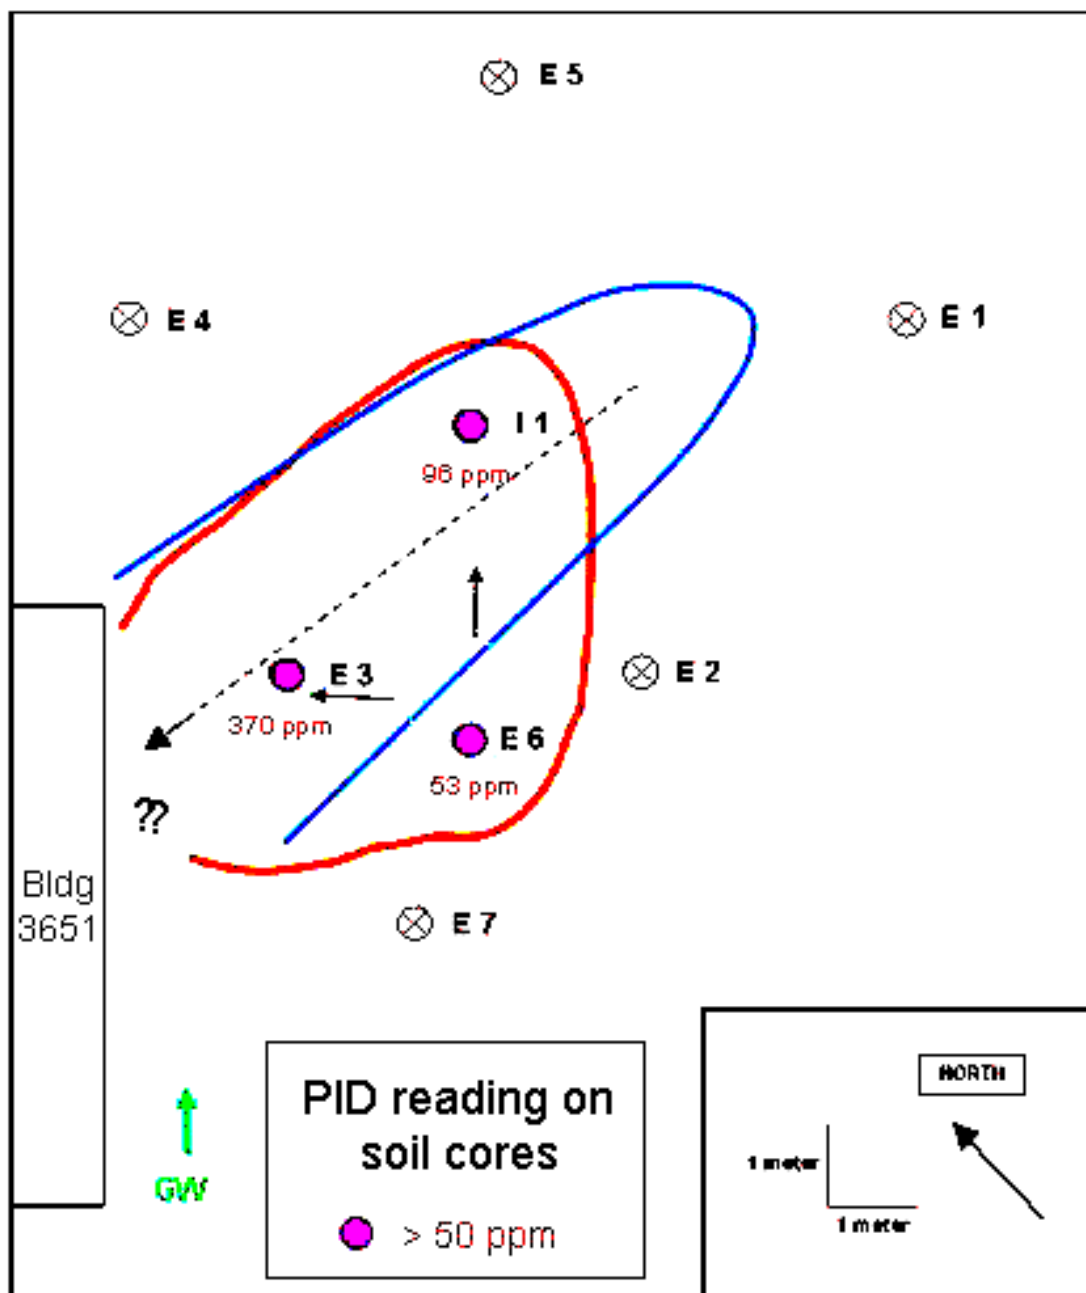 E 5
E 4
E 1
I 1
96 ppm
E 3
370 ppm
E 2
E 6
53 ppm
??
Bldg
3651
E 7
GW
PID reading on
soil cores
> 50 ppm
NORTH
1 meter
1 meter